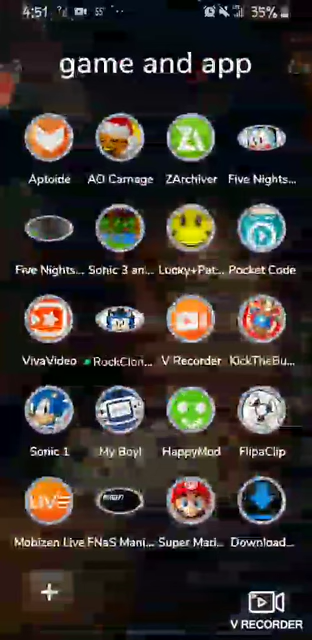 4:51 35%
game and app
Aptoide AO Carnage ZArchiver Five Nights...
Five Nights... Sonic 3 an... Lucky+Pat... Pocket Code
VivaVideo RockClon... V Recorder KickTheBu...
Sonic 1 My Boy! HappyMod FlipaClip
LIVE
Mobizen Live FNaS Mani... Super Mari... Download...
+
V RECORDER